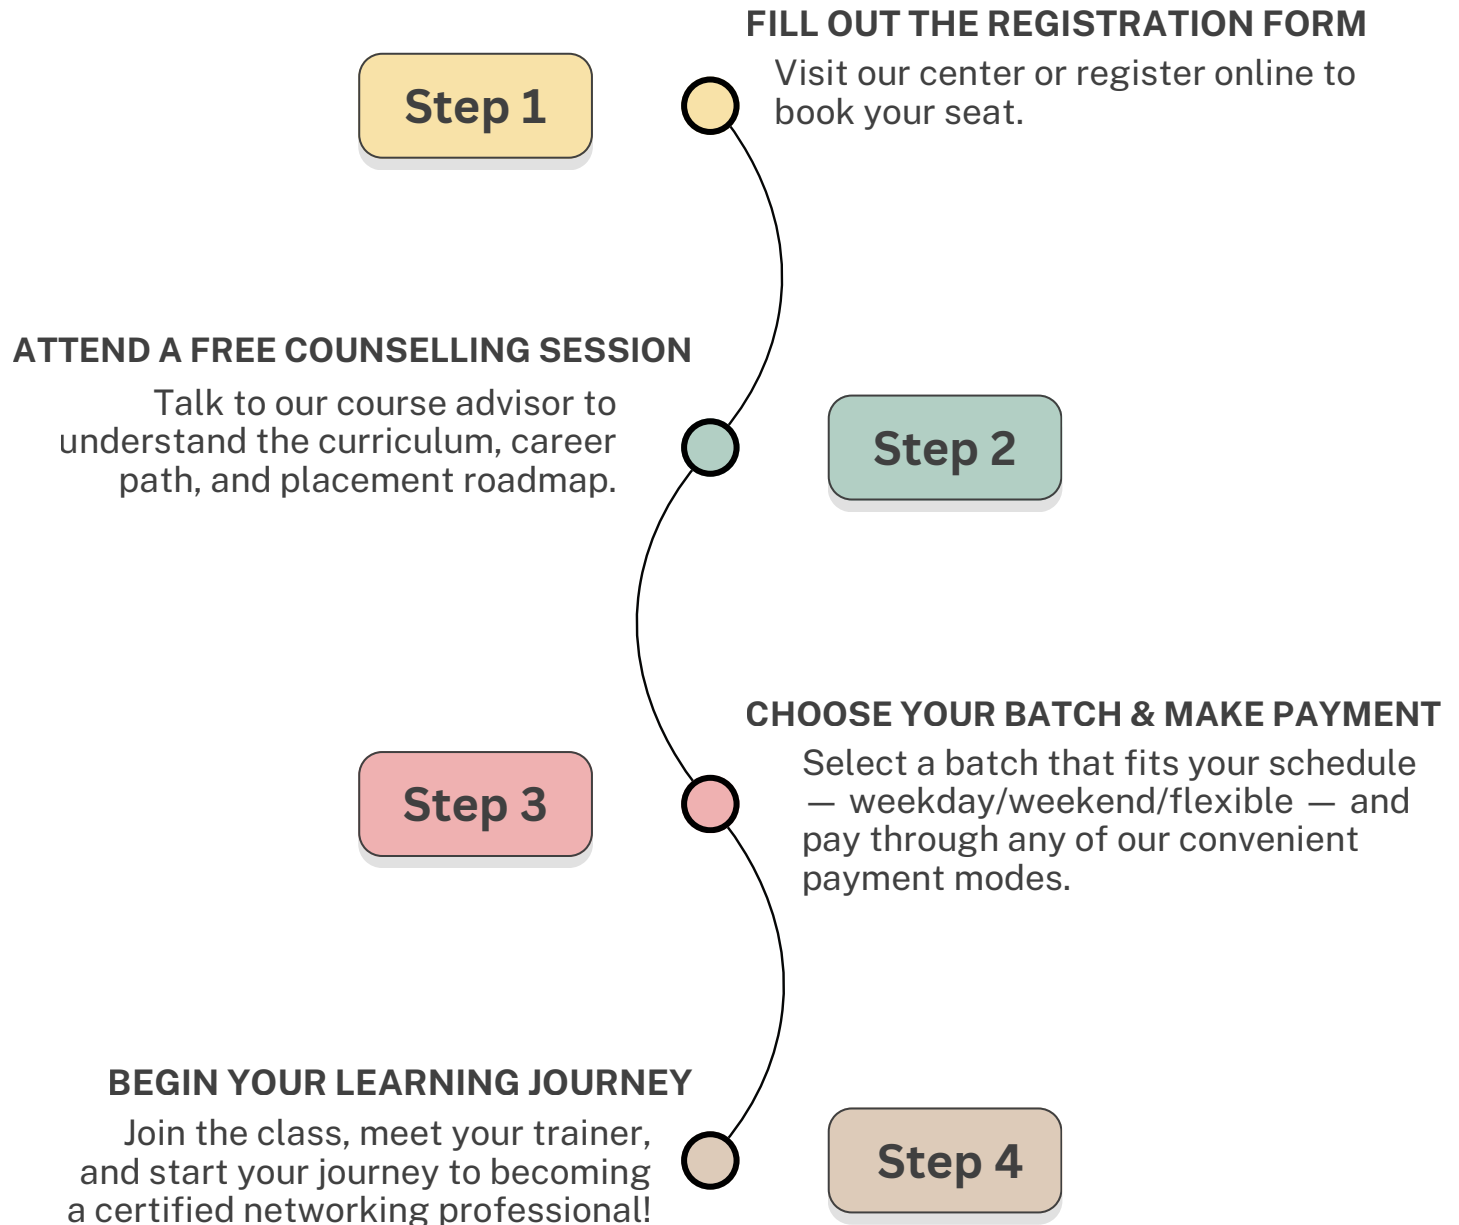 FILL OUT THE REGISTRATION FORM
Step 1
Visit our center or register online to
book your seat.
ATTEND A FREE COUNSELLING SESSION
Talk to our course advisor to
understand the curriculum, career
path, and placement roadmap.
Step 2
CHOOSE YOUR BATCH & MAKE PAYMENT
Step 3
Select a batch that fits your schedule
— weekday/weekend/flexible — and
pay through any of our convenient
payment modes.
BEGIN YOUR LEARNING JOURNEY
Join the class, meet your trainer,
and start your journey to becoming
a certified networking professional!
Step 4